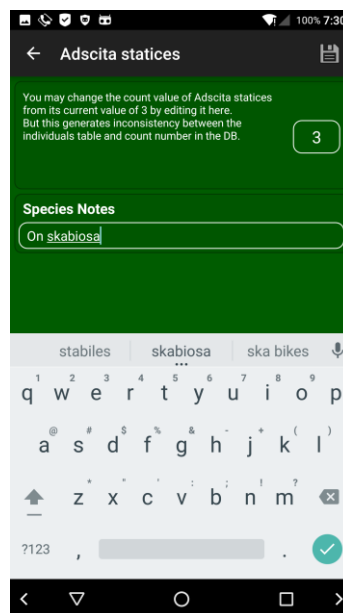 100% 7:30
Adscita statices
You may change the count value of Adscita statices
from its current value of 3 by editing it here.
But this generates inconsistency between the
individuals table and count number in the DB.
3
Species Notes
On skabiosa
stabiles skabiosa ska bikes
1 2 3 4 5 6 7 8 9
q w e r t y u i o p
@ # $ % & - + ( )
a s d f g h j k l
* " ' : ; ! ?
z x c v b n m
?123 , .